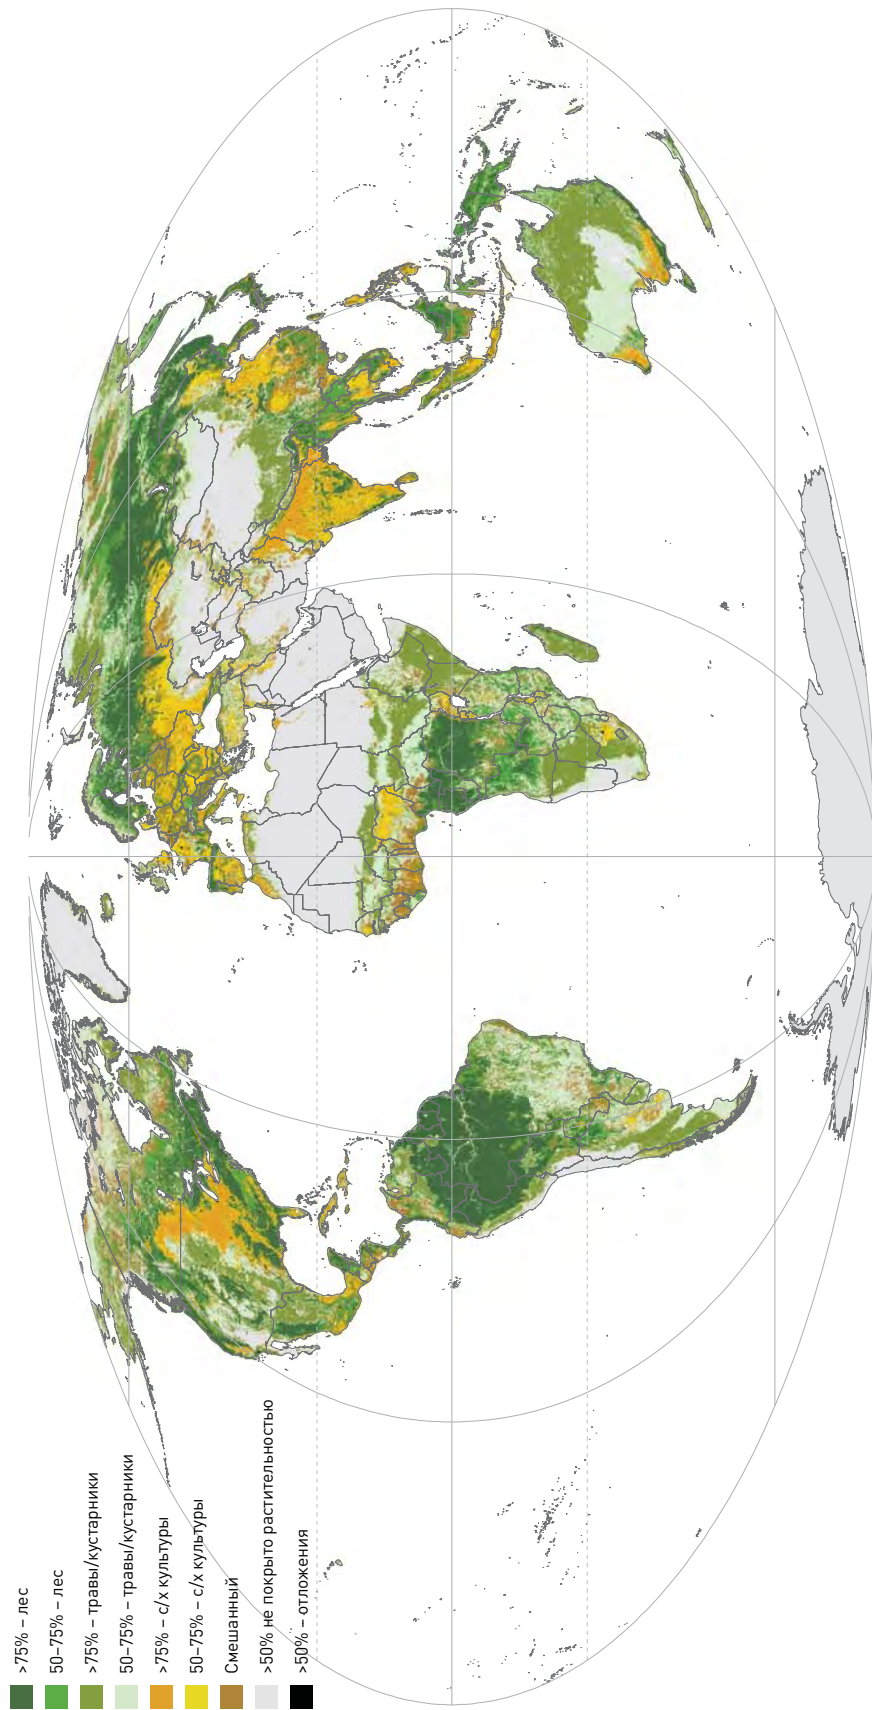 >75% – лес
50–75% – лес
>75% – травы/кустарники
50–75% – травы/кустарники
>75% – с/х культуры
50–75% – с/х культуры
Смешанный
>50% не покрыто растительностью
>50% – отложения